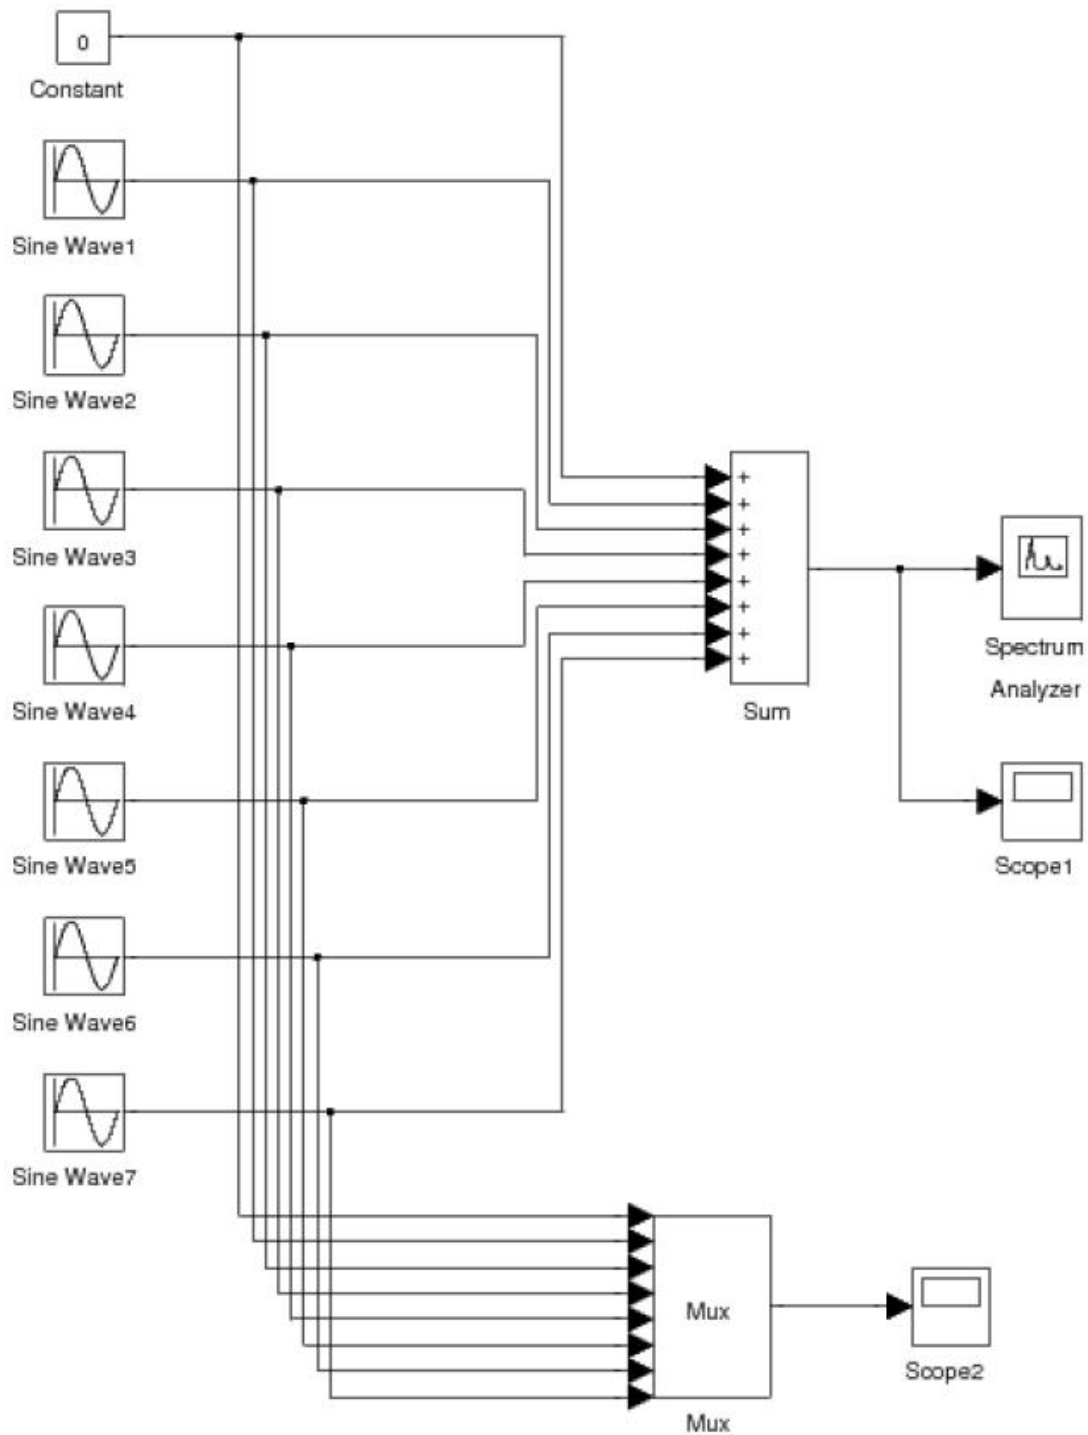 0
Constant
Sine Wave1
Sine Wave2
Sine Wave3
Sine Wave4
Sine Wave5
Sine Wave6
Sine Wave7
+
+
+
+
+
+
+
+
Sum
Spectrum
Analyzer
Scope1
Mux
Mux
Scope2